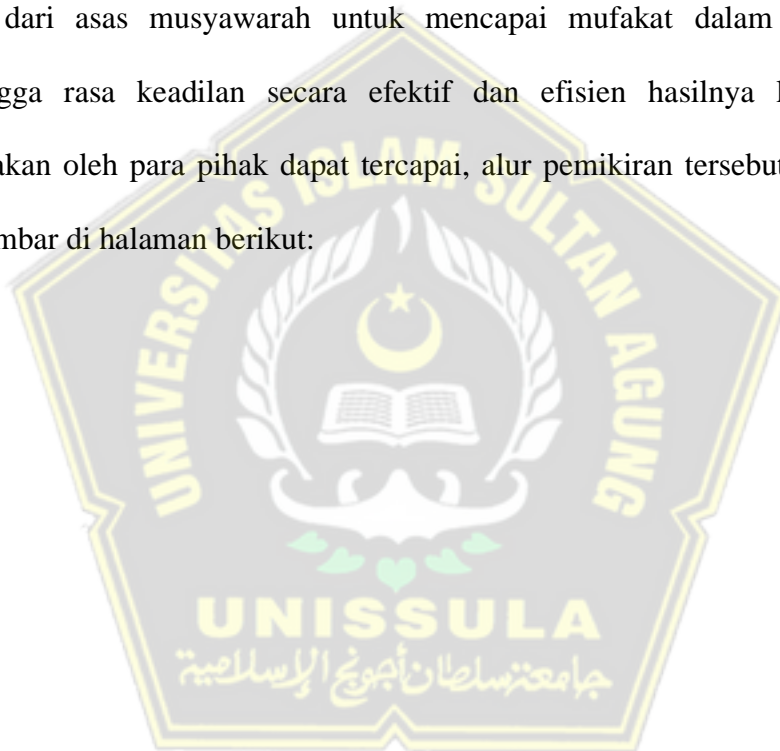 dari asas musyawarah untuk mencapai mufakat dalam
gga rasa keadilan secara efektif dan efisien hasilnya
akan oleh para pihak dapat tercapai, alur pemikiran tersebut
mbar di halaman berikut:
UNIVERSITAS ISLAM SULTAN AGUNG
UNISSULA
جامعة سلطان أجونج الإسلامية